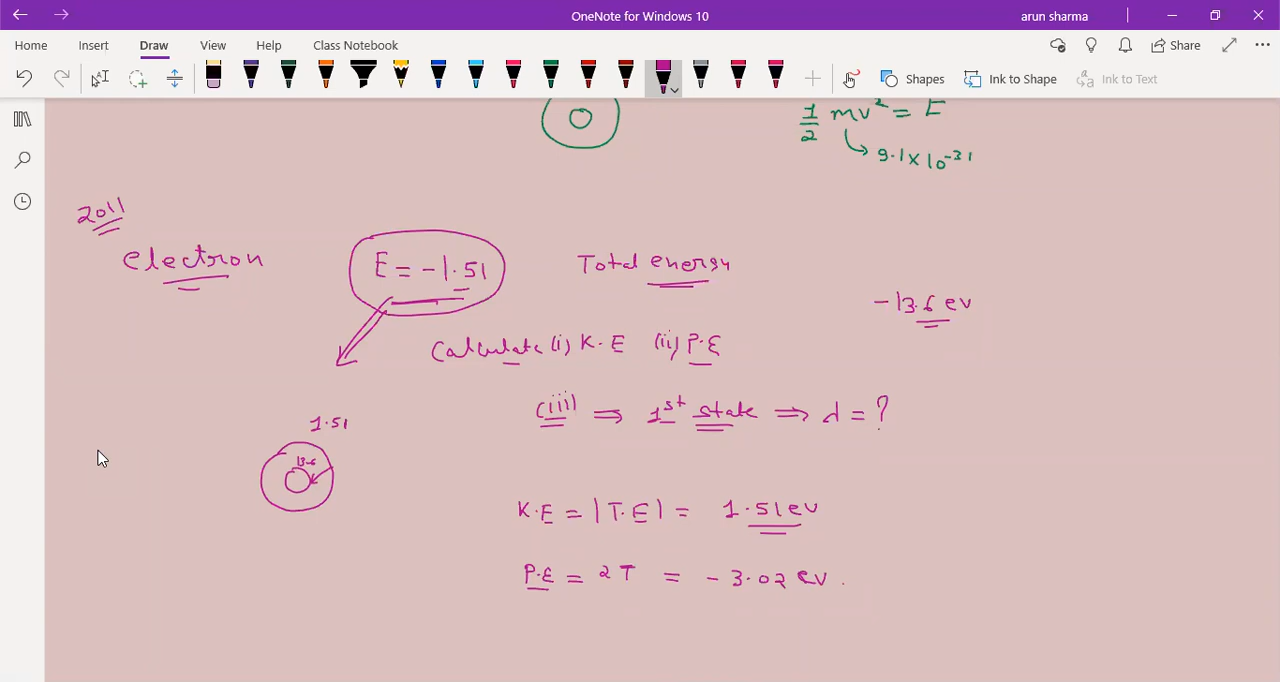 OneNote for Windows 10
arun sharma
Home Insert Draw View Help Class Notebook Share
Shapes Ink to Shape Ink to Text
1/2 mv² = E
9.1 x 10⁻³¹
2011
electron E = -1.51 Total energy
-13.6 ev
Calculate (i) K.E (ii) P.E
(iii) ⇒ 1st state ⇒ d = ?
1.51
13.6
K.E = |T.E| = 1.51 ev
P.E = 2T = -3.02 ev.